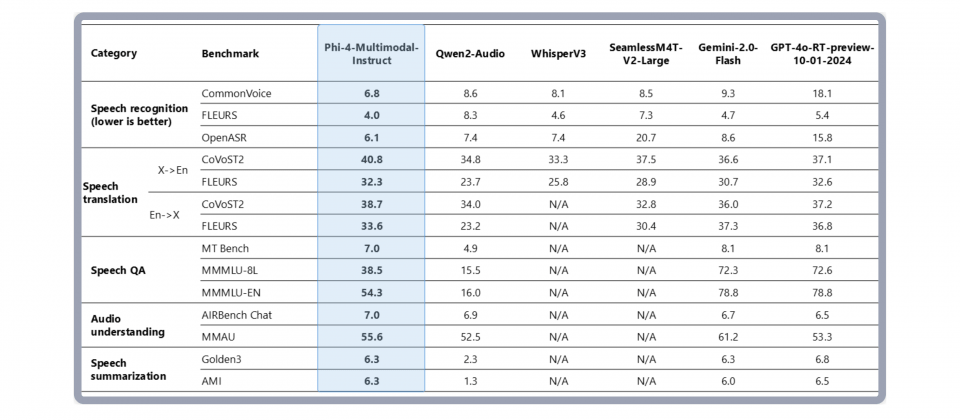 Category Benchmark Phi-4-Multimodal-Instruct Qwen2-Audio WhisperV3 SeamlessM4T-V2-Large Gemini-2.0-Flash GPT-4o-RT-preview-10-01-2024
Speech recognition (lower is better)
CommonVoice 6.8 8.6 8.1 8.5 9.3 18.1
FLEURS 4.0 8.3 4.6 7.3 4.7 5.4
OpenASR 6.1 7.4 7.4 20.7 8.6 15.8
Speech translation
X->En
CoVoST2 40.8 34.8 33.3 37.5 36.6 37.1
FLEURS 32.3 23.7 25.8 28.9 30.7 32.6
En->X
CoVoST2 38.7 34.0 N/A 32.8 36.0 37.2
FLEURS 33.6 23.2 N/A 30.4 37.3 36.8
Speech QA
MT Bench 7.0 4.9 N/A N/A 8.1 8.1
MMMLU-8L 38.5 15.5 N/A N/A 72.3 72.6
MMMLU-EN 54.3 16.0 N/A N/A 78.8 78.8
Audio understanding
AIRBench Chat 7.0 6.9 N/A N/A 6.7 6.5
MMAU 55.6 52.5 N/A N/A 61.2 53.3
Speech summarization
Golden3 6.3 2.3 N/A N/A 6.3 6.8
AMI 6.3 1.3 N/A N/A 6.0 6.5